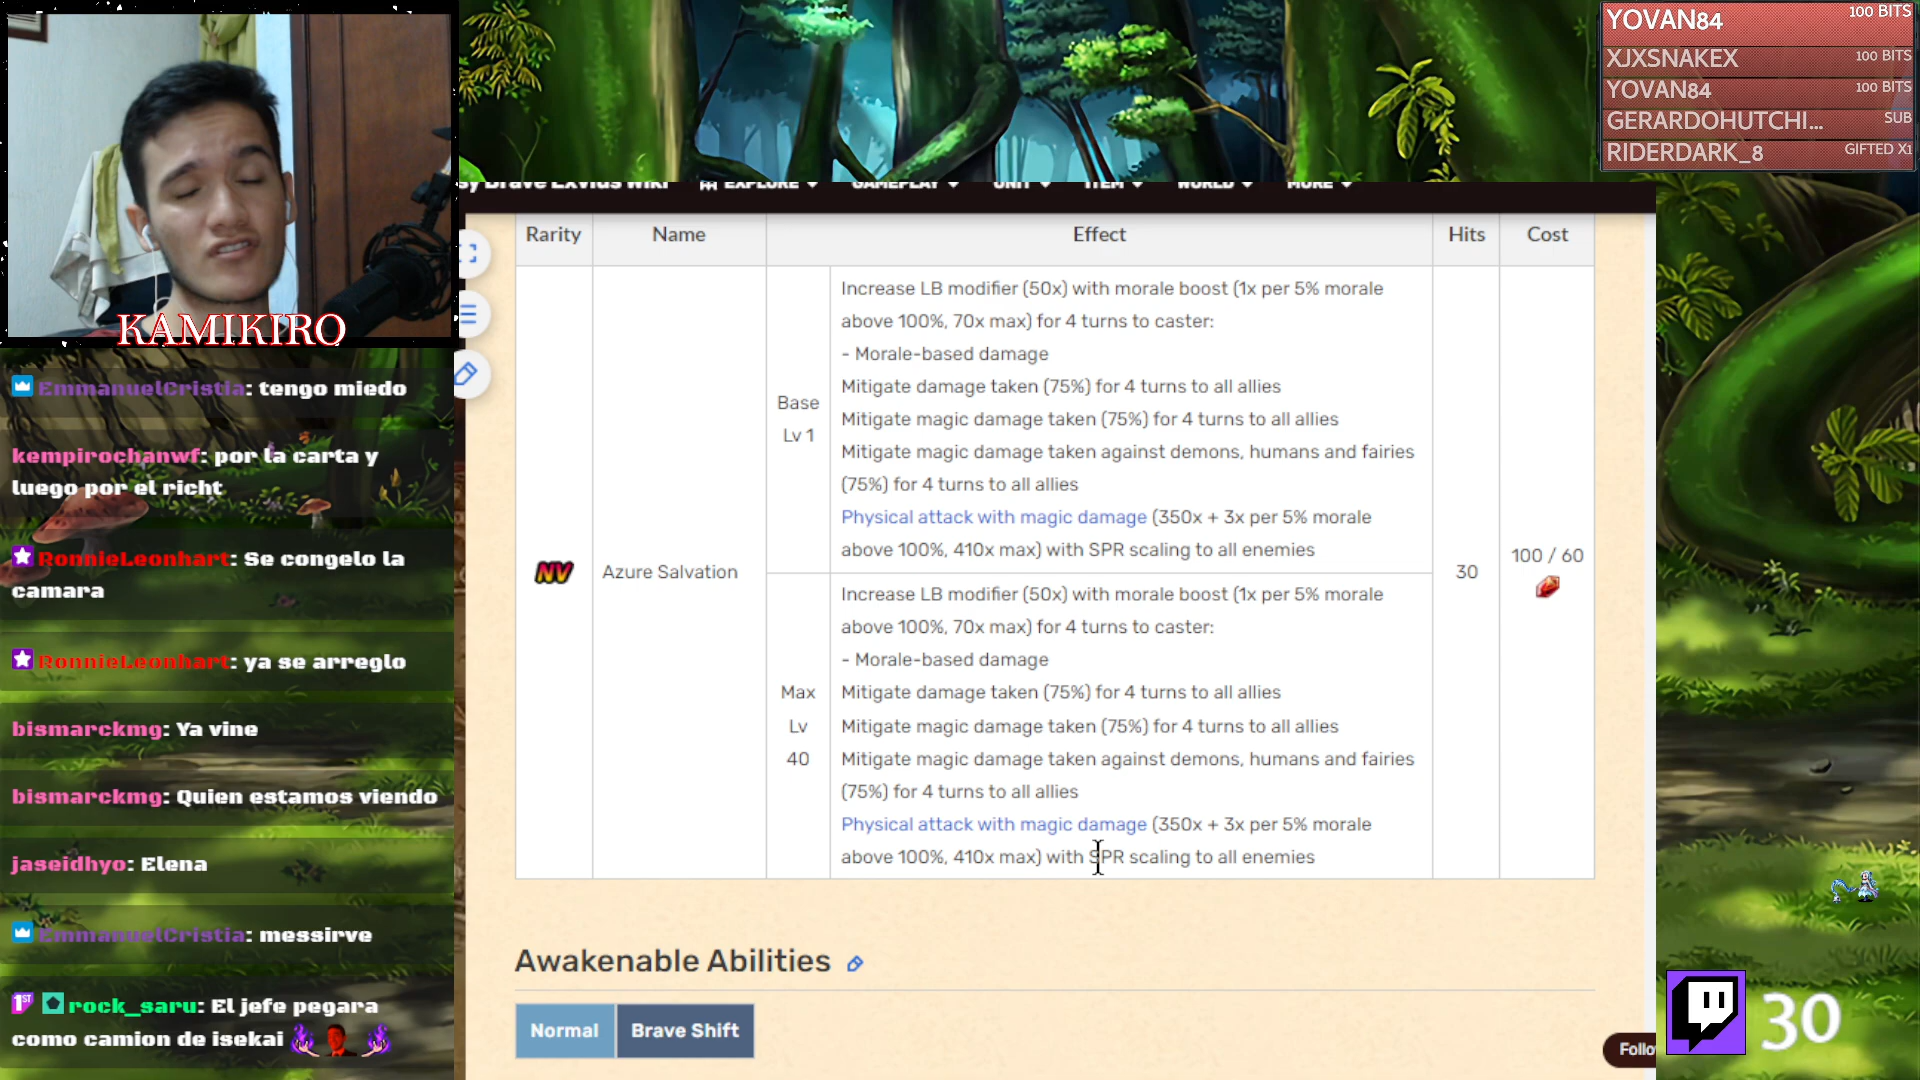 KAMIKIRO
EmmanuelCristia: tengo miedo
kempirochanwf: por la carta y
luego por el richt
RonnieLeonhart: Se congelo la
camara
RonnieLeonhart: ya se arreglo
bismarckmg: Ya vine
bismarckmg: Quien estamos viendo
jaseidhyo: Elena
EmmanuelCristia: messirve
1ST rock_saru: El jefe pegara
como camion de isekai
sy Brave Exvius Wiki EXPLORE GAMEPLAY UNIT ITEM WORLD MORE
Rarity Name Effect Hits Cost
NV
Azure Salvation
Base
Lv 1
Increase LB modifier (50x) with morale boost (1x per 5% morale
above 100%, 70x max) for 4 turns to caster:
- Morale-based damage
Mitigate damage taken (75%) for 4 turns to all allies
Mitigate magic damage taken (75%) for 4 turns to all allies
Mitigate magic damage taken against demons, humans and fairies
(75%) for 4 turns to all allies
Physical attack with magic damage (350x + 3x per 5% morale
above 100%, 410x max) with SPR scaling to all enemies
Max
Lv
40
Increase LB modifier (50x) with morale boost (1x per 5% morale
above 100%, 70x max) for 4 turns to caster:
- Morale-based damage
Mitigate damage taken (75%) for 4 turns to all allies
Mitigate magic damage taken (75%) for 4 turns to all allies
Mitigate magic damage taken against demons, humans and fairies
(75%) for 4 turns to all allies
Physical attack with magic damage (350x + 3x per 5% morale
above 100%, 410x max) with SPR scaling to all enemies
30
100 / 60
Awakenable Abilities
Normal Brave Shift
YOVAN84 100 BITS
XJXSNAKEX 100 BITS
YOVAN84 100 BITS
GERARDOHUTCHI... SUB
RIDERDARK_8 GIFTED X1
Follo
30